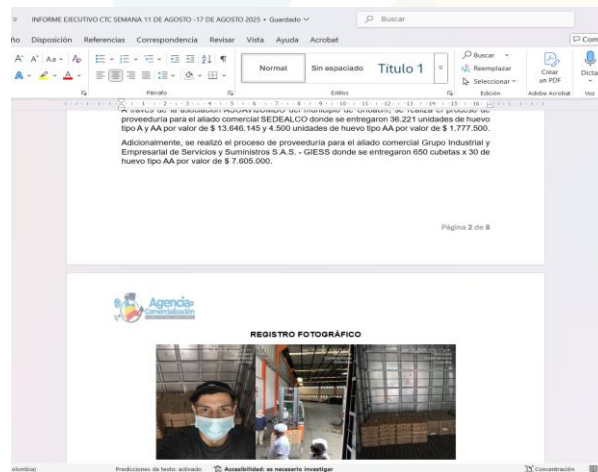 INFORME EJECUTIVO CTC SEMANA 11 DE AGOSTO -17 DE AGOSTO 2025 • Guardado
Buscar
Disposición Referencias Correspondencia Revisar Vista Ayuda Acrobat
Com
Normal
Sin espaciado
Título 1
Buscar
Reemplazar
Seleccionar
Crear
un PDF
Dicta
Párrafo
Estilos
Edición
Adobe Acrobat
Voz
proveeduría para el aliado comercial SEDEALCO donde se entregaron 36.221 unidades de huevo
tipo A y AA por valor de $ 13.646.145 y 4.500 unidades de huevo tipo AA por valor de $ 1.777.500.
Adicionalmente, se realizó el proceso de proveeduría para el aliado comercial Grupo Industrial y
Empresarial de Servicios y Suministros S.A.S. - GIESS donde se entregaron 650 cubetas x 30 de
huevo tipo AA por valor de $ 7.605.000.
Página 2 de 8
Agencia
Comercialización
REGISTRO FOTOGRÁFICO
olombia)
Predicciones de texto: activado
Accesibilidad: es necesario investigar
Concentración